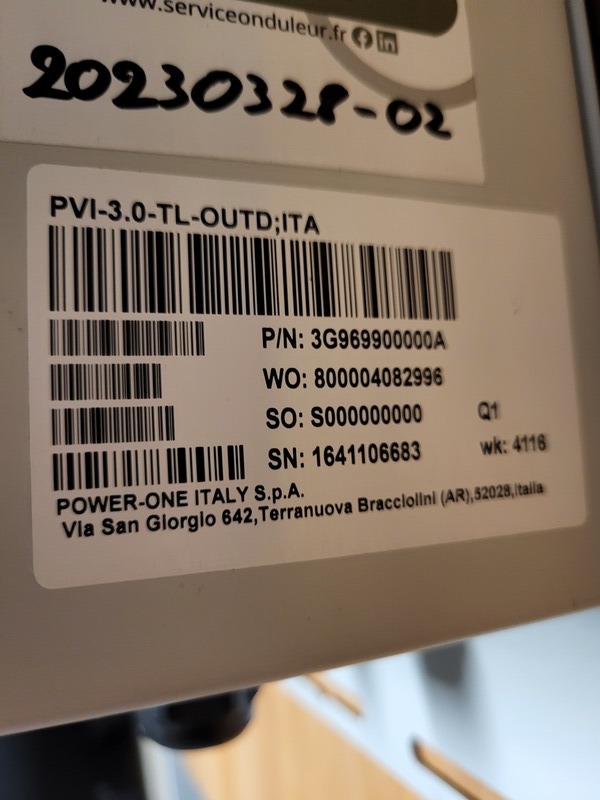 www.serviceonduleur.fr
20230328-02
PVI-3.0-TL-OUTD;ITA
P/N: 3G969900000A
WO: 800004082996
SO: S000000000 Q1
SN: 1641106683 wk: 4116
POWER-ONE ITALY S.p.A.
Via San Giorgio 642,Terranuova Bracciolini (AR),52028,Italia